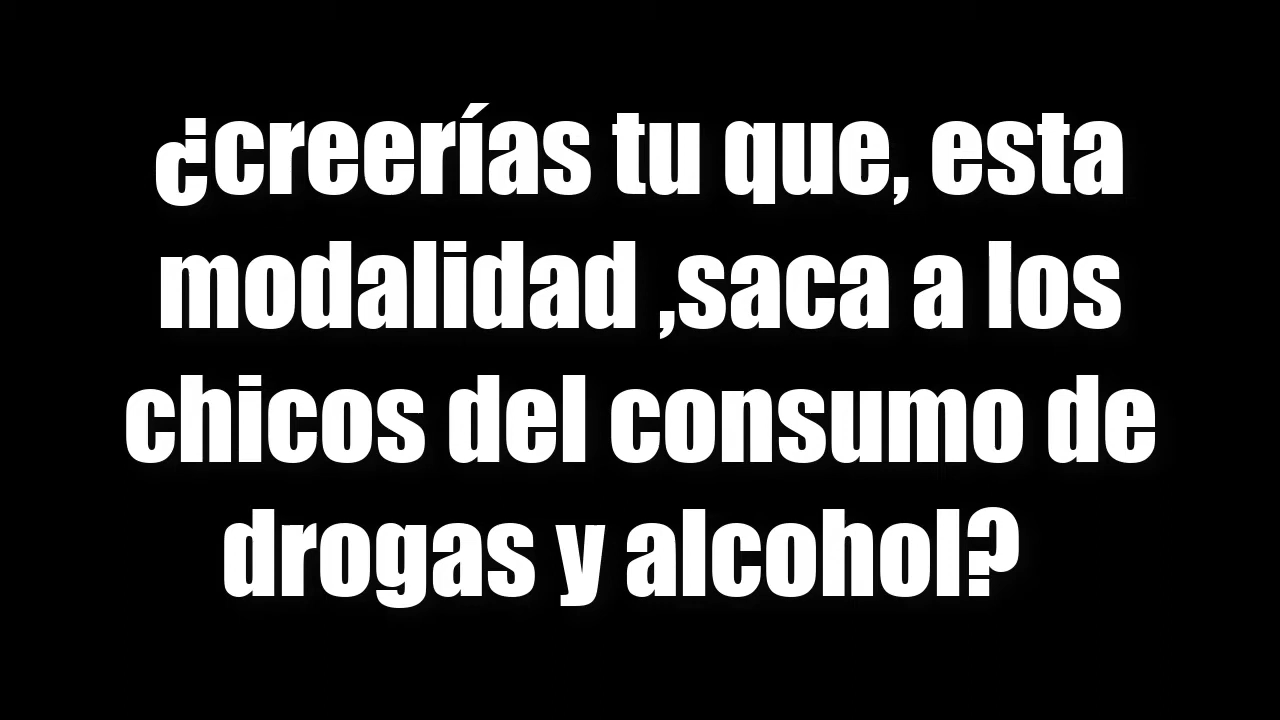 ¿creerías tu que, esta
modalidad ,saca a los
chicos del consumo de
drogas y alcohol?